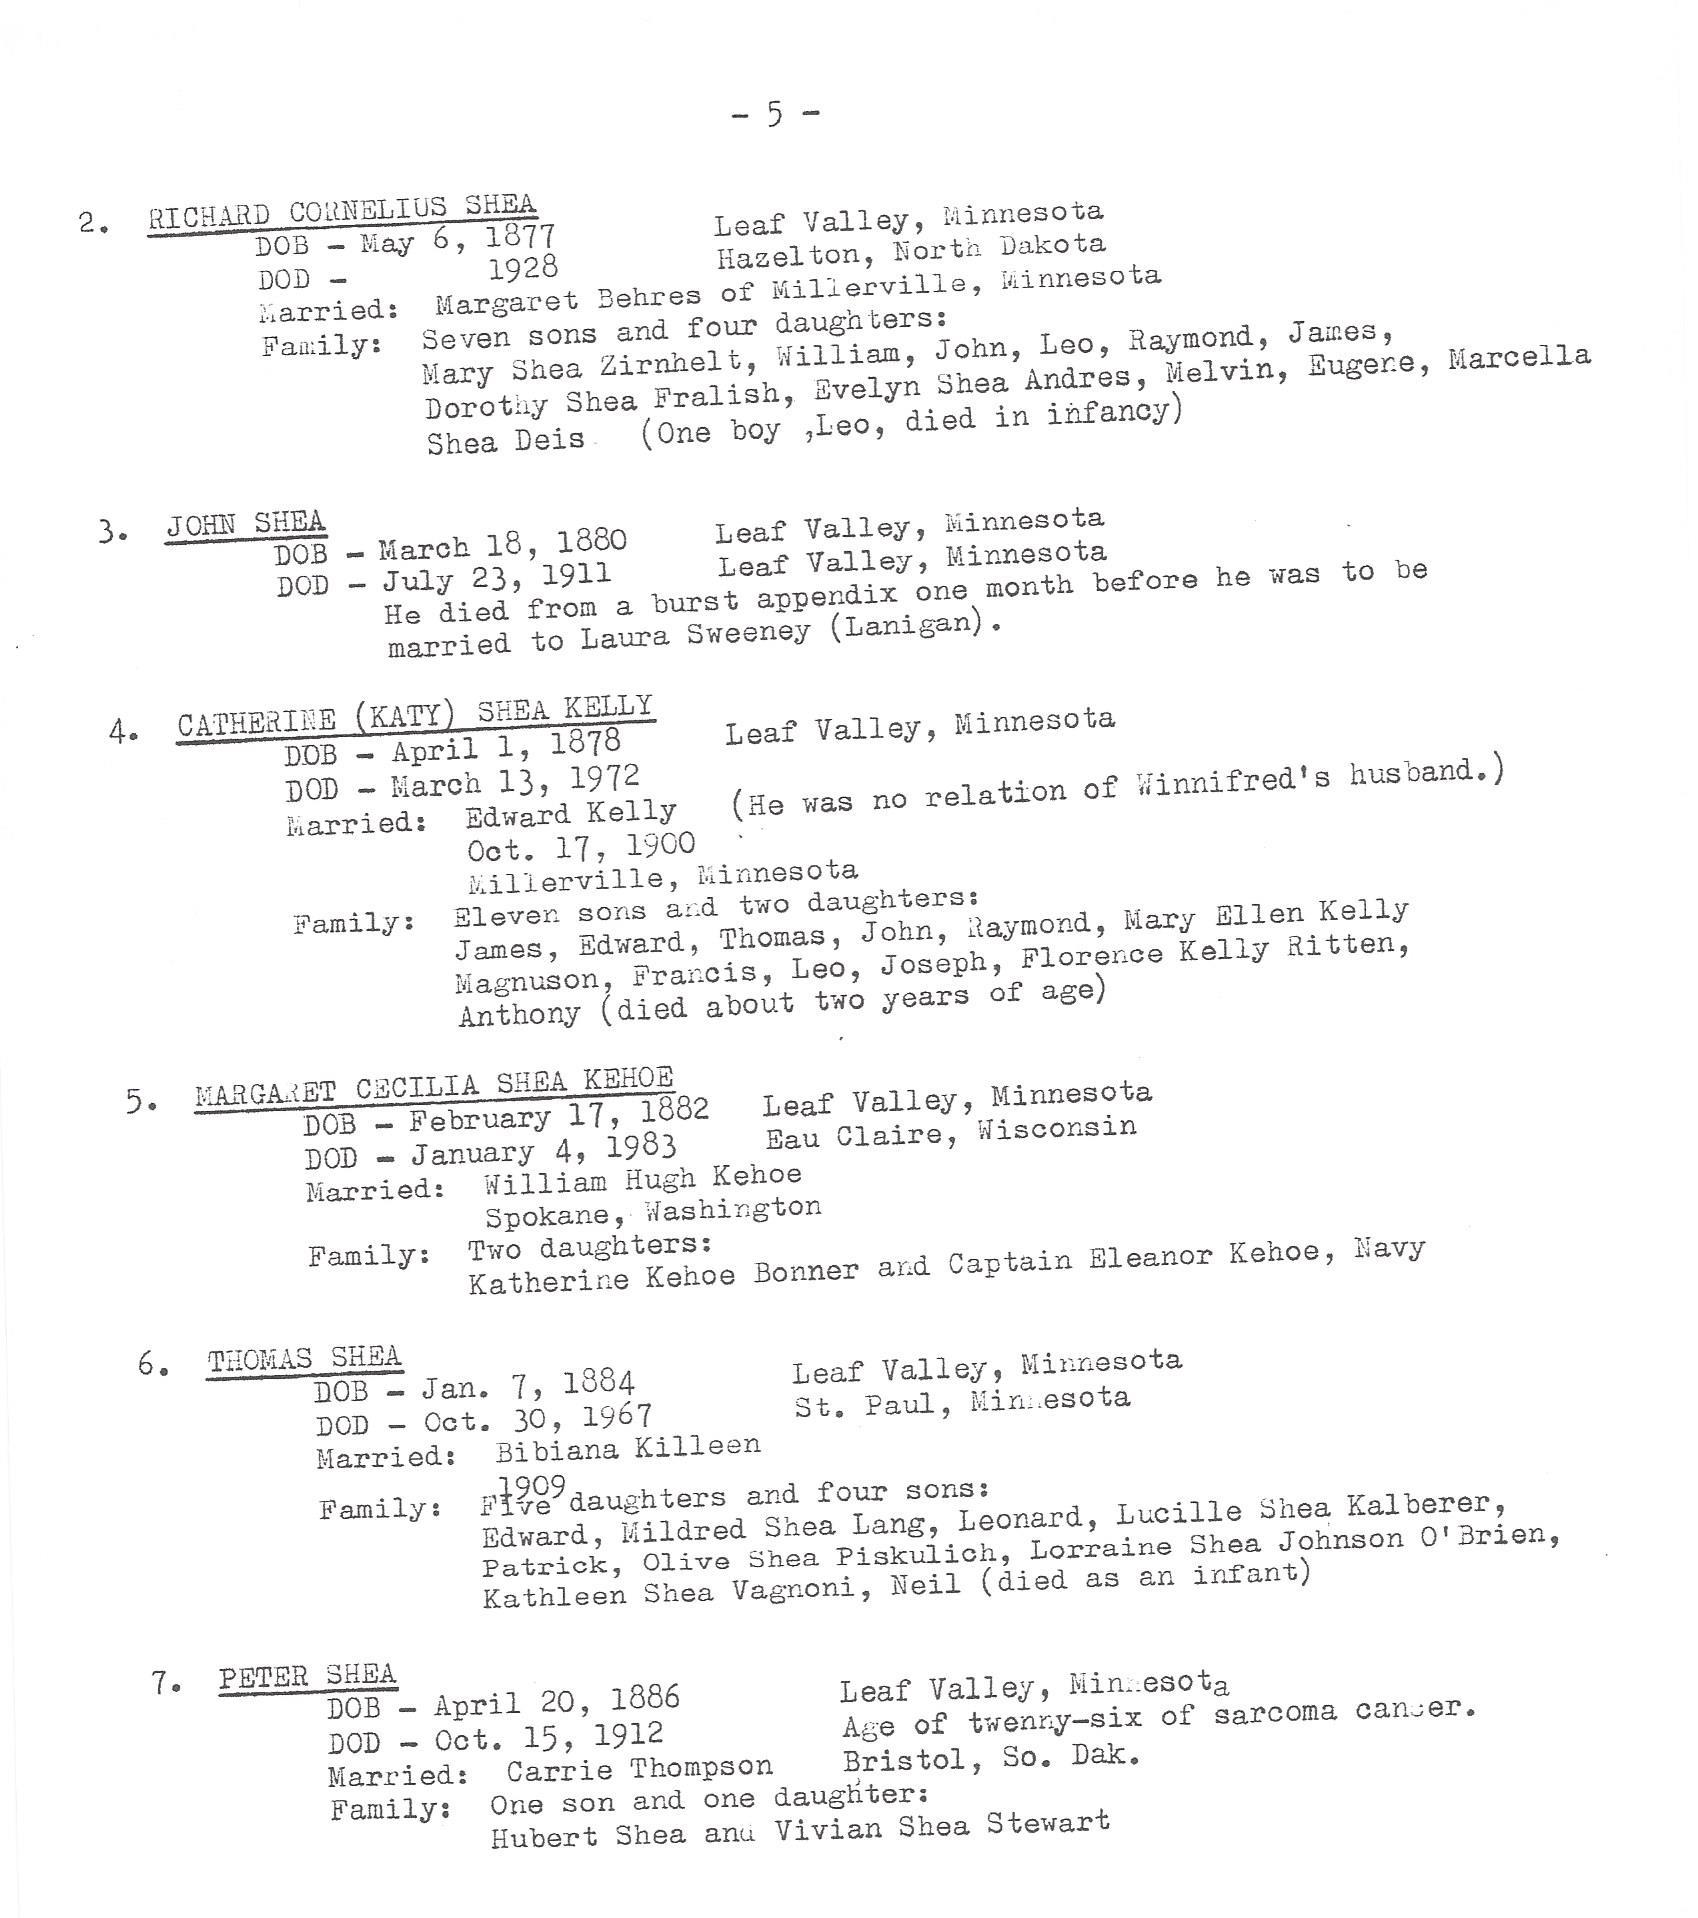 - 5 -
2. RICHARD CORNELIUS SHEA
DOB - May 6, 1877 Leaf Valley, Minnesota
DOD - 1928 Hazelton, North Dakota
Married: Margaret Behres of Millerville, Minnesota
Family: Seven sons and four daughters:
Mary Shea Zirnhelt, William, John, Leo, Raymond, James,
Dorothy Shea Fralish, Evelyn Shea Andres, Melvin, Eugene, Marcella
Shea Deis (One boy ,Leo, died in infancy)
3. JOHN SHEA
DOB - March 18, 1880 Leaf Valley, Minnesota
DOD - July 23, 1911 Leaf Valley, Minnesota
He died from a burst appendix one month before he was to be
married to Laura Sweeney (Lanigan).
4. CATHERINE (KATY) SHEA KELLY
DOB - April 1, 1878 Leaf Valley, Minnesota
DOD - March 13, 1972
Married: Edward Kelly (He was no relation of Winnifred's husband.)
Oct. 17, 1900
Millerville, Minnesota
Family: Eleven sons and two daughters:
James, Edward, Thomas, John, Raymond, Mary Ellen Kelly
Magnuson, Francis, Leo, Joseph, Florence Kelly Ritten,
Anthony (died about two years of age)
5. MARGARET CECILIA SHEA KEHOE
DOB - February 17, 1882 Leaf Valley, Minnesota
DOD - January 4, 1983 Eau Claire, Wisconsin
Married: William Hugh Kehoe
Spokane, Washington
Family: Two daughters:
Katherine Kehoe Bonner and Captain Eleanor Kehoe, Navy
6. THOMAS SHEA
DOB - Jan. 7, 1884 Leaf Valley, Minnesota
DOD - Oct. 30, 1967 St. Paul, Minnesota
Married: Bibiana Killeen
1909
Family: Five daughters and four sons:
Edward, Mildred Shea Lang, Leonard, Lucille Shea Kalberer,
Patrick, Olive Shea Piskulich, Lorraine Shea Johnson O'Brien,
Kathleen Shea Vagnoni, Neil (died as an infant)
7. PETER SHEA
DOB - April 20, 1886 Leaf Valley, Minnesota
DOD - Oct. 15, 1912 Age of twenny-six of sarcoma cancer.
Married: Carrie Thompson Bristol, So. Dak.
Family: One son and one daughter:
Hubert Shea and Vivian Shea Stewart